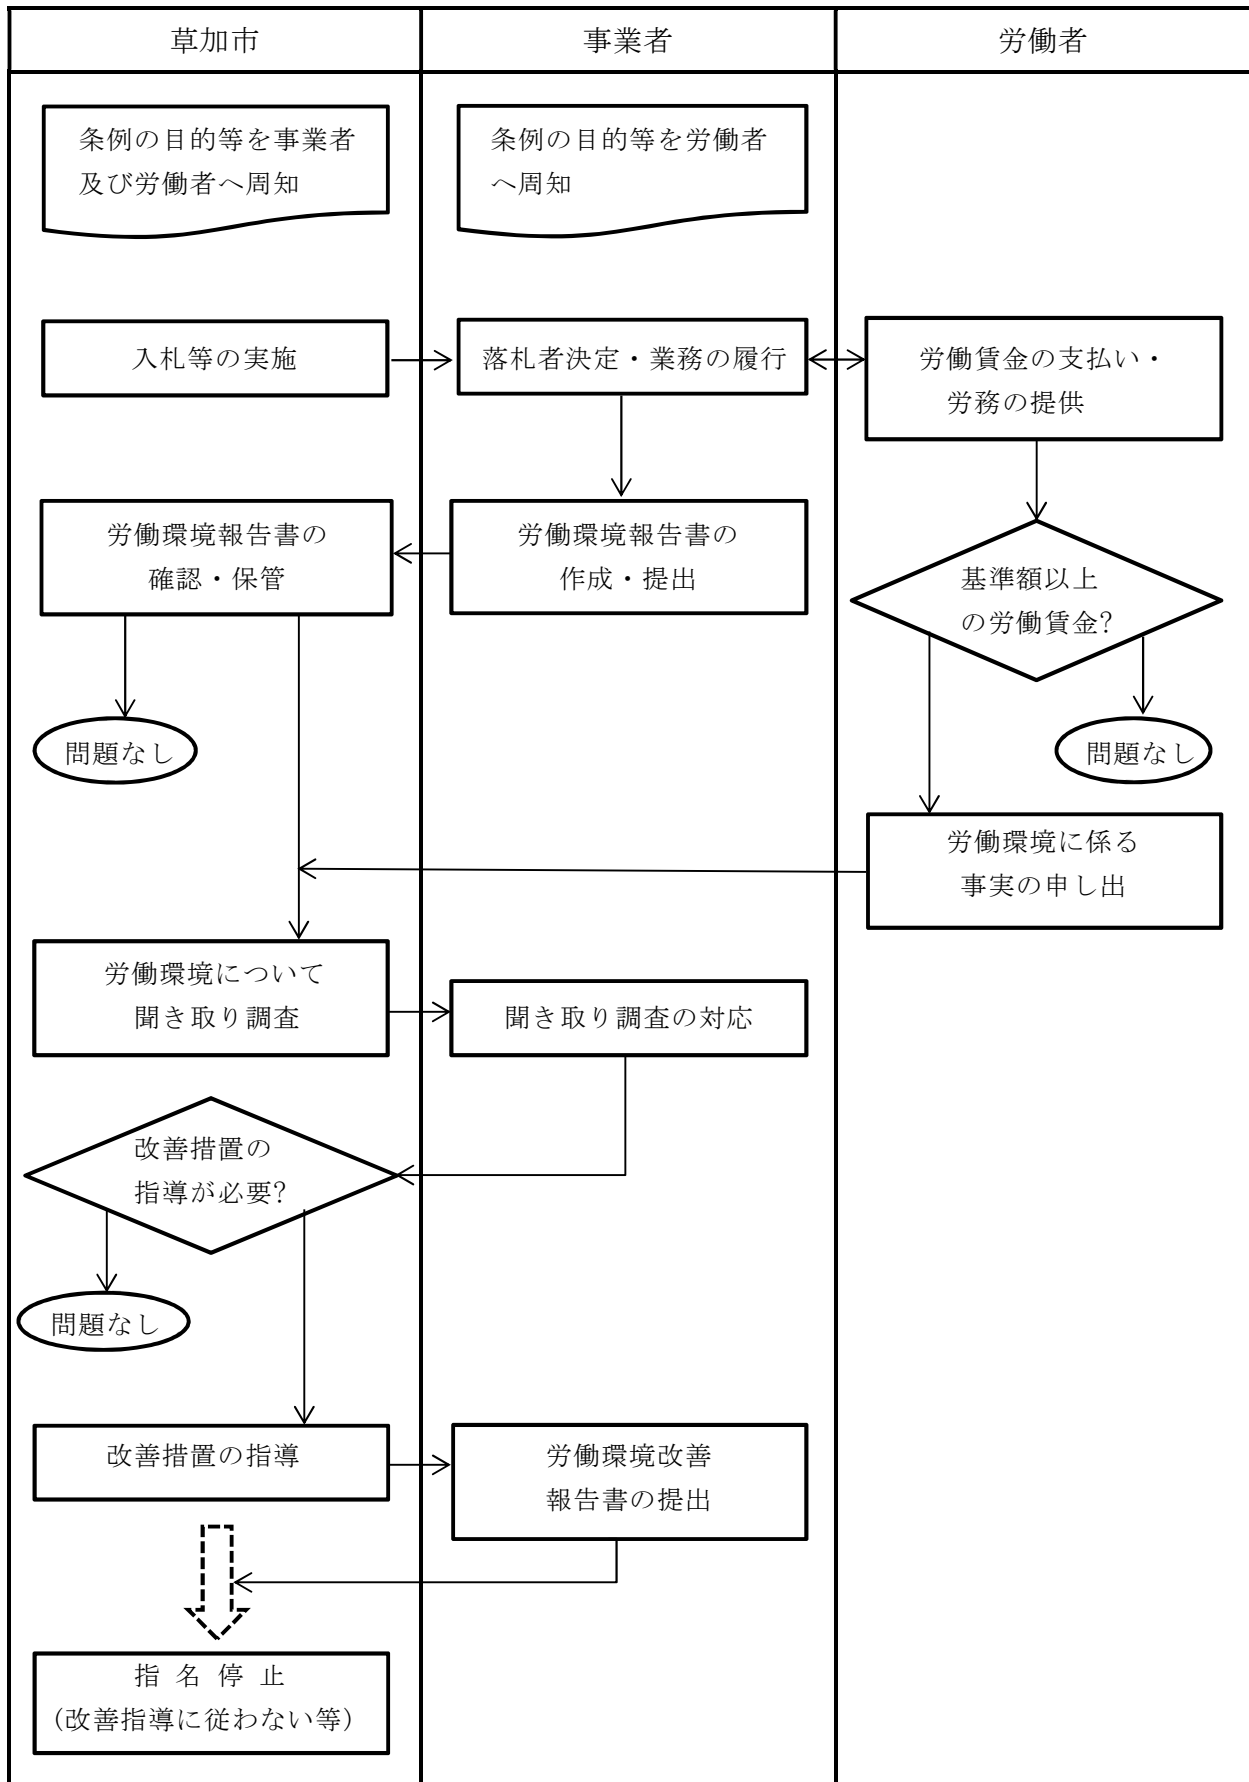 草加市
事業者
労働者
条例の目的等を事業者
及び労働者へ周知
条例の目的等を労働者
へ周知
入札等の実施
落札者決定・業務の履行
労働賃金の支払い・
労務の提供
労働環境報告書の
確認・保管
労働環境報告書の
作成・提出
基準額以上
の労働賃金?
問題なし
問題なし
労働環境に係る
事実の申し出
労働環境について
聞き取り調査
聞き取り調査の対応
改善措置の
指導が必要?
問題なし
改善措置の指導
労働環境改善
報告書の提出
指 名 停 止
(改善指導に従わない等)